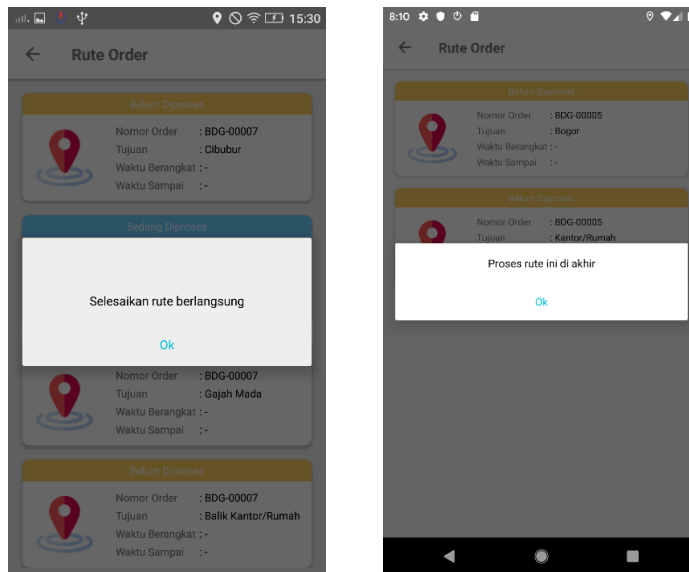 15:30
Rute Order
Belum Diproses
Nomor Order : BDG-00007
Tujuan : Cibubur
Waktu Berangkat : -
Waktu Sampai : -
Sedang Diproses
Selesaikan rute berlangsung
Ok
Nomor Order : BDG-00007
Tujuan : Gajah Mada
Waktu Berangkat : -
Waktu Sampai : -
Belum Diproses
Nomor Order : BDG-00007
Tujuan : Balik Kantor/Rumah
Waktu Berangkat : -
Waktu Sampai : -
8:10
Rute Order
Belum Diproses
Nomor Order : BDG-00005
Tujuan : Bogor
Waktu Berangkat : -
Waktu Sampai : -
Belum Diproses
Nomor Order : BDG-00005
Tujuan : Kantor/Rumah
Proses rute ini di akhir
Ok